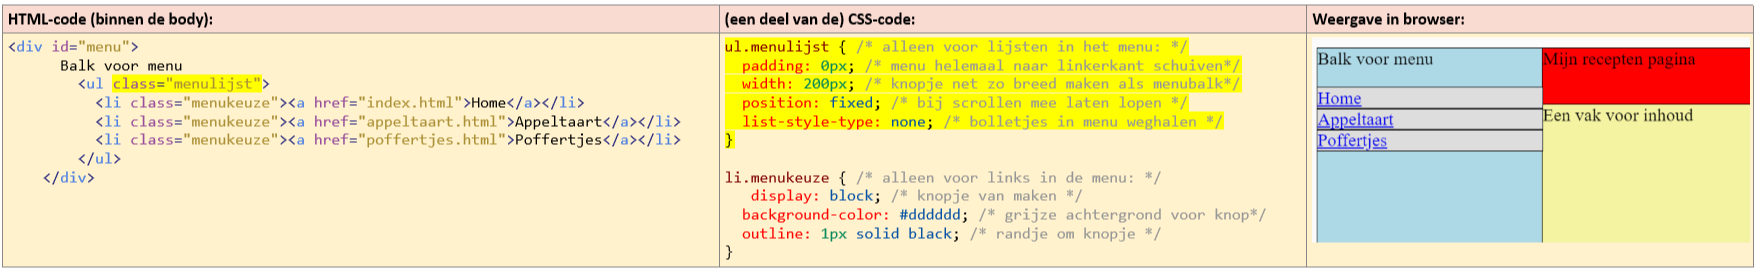 HTML-code (binnen de body):
<div id="menu">
Balk voor menu
<ul class="menulijst">
<li class="menukeuze"><a href="index.html">Home</a></li>
<li class="menukeuze"><a href="appeltaart.html">Appeltaart</a></li>
<li class="menukeuze"><a href="poffertjes.html">Poffertjes</a></li>
</ul>
</div>
(een deel van de) CSS-code:
ul.menulijst { /* alleen voor lijsten in het menu: */
padding: 0px; /* menu helemaal naar linkerkant schuiven*/
width: 200px; /* knopje net zo breed maken als menubalk*/
position: fixed; /* bij scrollen mee laten lopen */
list-style-type: none; /* bolletjes in menu weghalen */
}
li.menukeuze { /* alleen voor links in de menu: */
display: block; /* knopje van maken */
background-color: #dddddd; /* grijze achtergrond voor knop*/
outline: 1px solid black; /* randje om knopje */
}
Weergave in browser:
Balk voor menu
Mijn recepten pagina
Home
Appeltaart
Poffertjes
Een vak voor inhoud